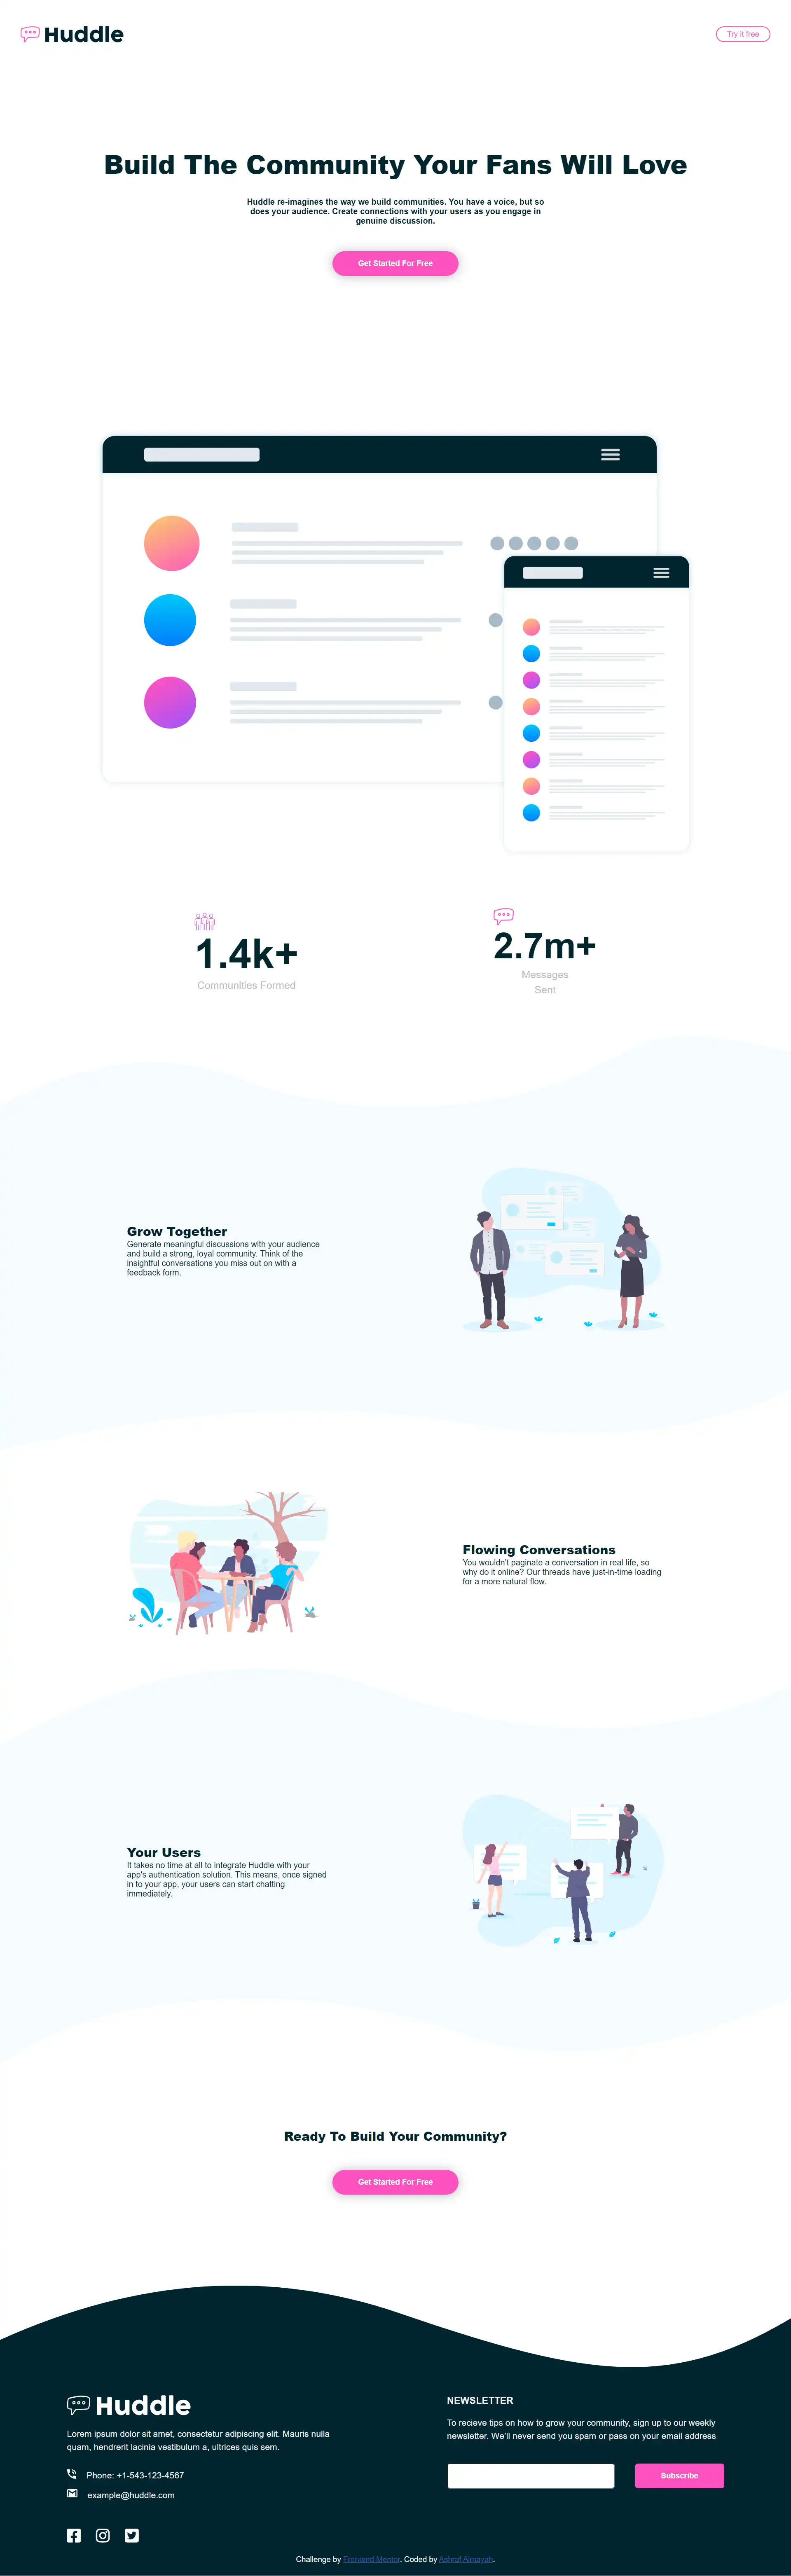 Huddle
Try it free
Build The Community Your Fans Will Love
Huddle re-imagines the way we build communities. You have a voice, but so
does your audience. Create connections with your users as you engage in
genuine discussion.
Get Started For Free
1.4k+
Communities Formed
2.7m+
Messages
Sent
Grow Together
Generate meaningful discussions with your audience
and build a strong, loyal community. Think of the
insightful conversations you miss out on with a
feedback form.
Flowing Conversations
You wouldn't paginate a conversation in real life, so
why do it online? Our threads have just-in-time loading
for a more natural flow.
Your Users
It takes no time at all to integrate Huddle with your
app's authentication solution. This means, once signed
in to your app, your users can start chatting
immediately.
Ready To Build Your Community?
Get Started For Free
Huddle
Lorem ipsum dolor sit amet, consectetur adipiscing elit. Mauris nulla
quam, hendrerit lacinia vestibulum a, ultrices quis sem.
Phone: +1-543-123-4567
example@huddle.com
NEWSLETTER
To recieve tips on how to grow your community, sign up to our weekly
newsletter. We'll never send you spam or pass on your email address
Subscribe
Challenge by Frontend Mentor. Coded by Ashraf Almayah.